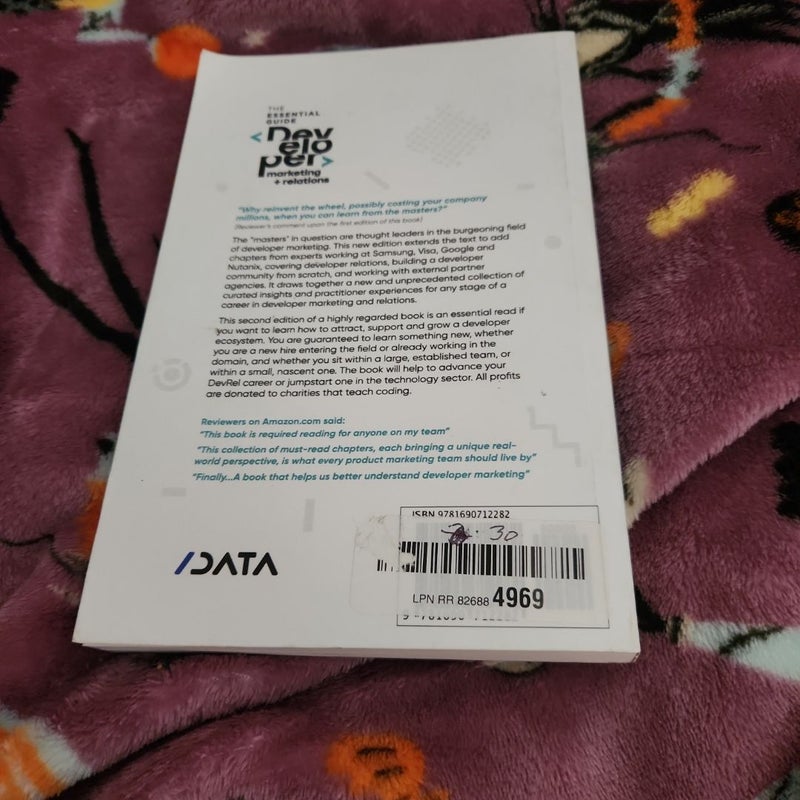 THE
ESSENTIAL
GUIDE
<Dev
elo
per>
marketing
+ relations
"Why reinvent the wheel, possibly costing your company
millions, when you can learn from the masters?"
(Reviewer's comment upon the first edition of this book)
The "masters" in question are thought leaders in the burgeoning field
of developer marketing. This new edition extends the text to add
chapters from experts working at Samsung, Visa, Google and
Nutanix, covering developer relations, building a developer
community from scratch, and working with external partner
agencies. It draws together a new and unprecedented collection of
curated insights and practitioner experiences for any stage of a
career in developer marketing and relations.
This second edition of a highly regarded book is an essential read if
you want to learn how to attract, support and grow a developer
ecosystem. You are guaranteed to learn something new, whether
you are a new hire entering the field or already working in the
domain, and whether you sit within a large, established team, or
within a small, nascent one. The book will help to advance your
DevRel career or jumpstart one in the technology sector. All profits
are donated to charities that teach coding.
Reviewers on Amazon.com said:
"This book is required reading for anyone on my team"
"This collection of must-read chapters, each bringing a unique real-
world perspective, is what every product marketing team should live by"
"Finally...A book that helps us better understand developer marketing"
/DATA
ISBN 9781690712282
30
LPN RR 82688 4969